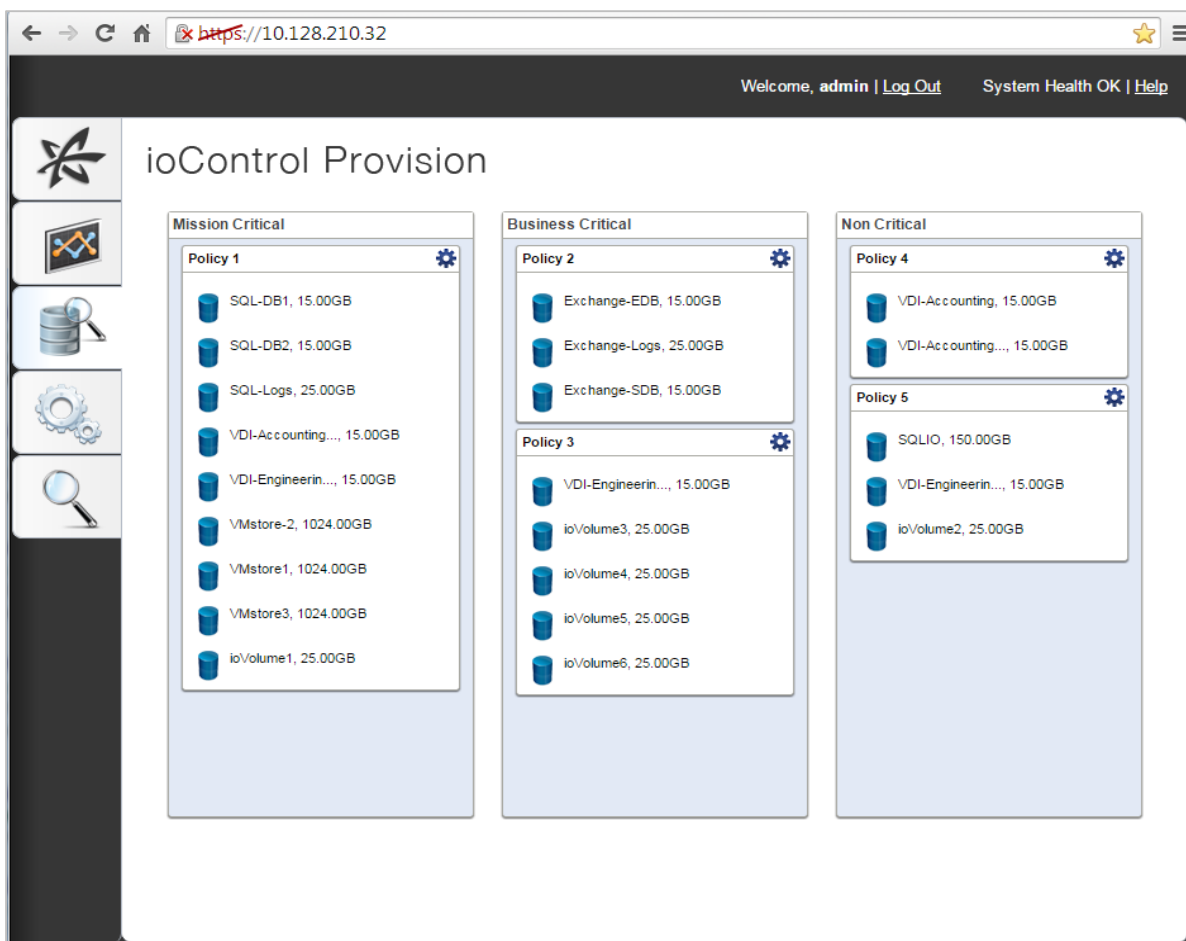 https://10.128.210.32
Welcome, admin | Log Out System Health OK | Help
ioControl Provision
Mission Critical
Policy 1
SQL-DB1, 15.00GB
SQL-DB2, 15.00GB
SQL-Logs, 25.00GB
VDI-Accounting..., 15.00GB
VDI-Engineerin..., 15.00GB
VMstore-2, 1024.00GB
VMstore1, 1024.00GB
VMstore3, 1024.00GB
ioVolume1, 25.00GB
Business Critical
Policy 2
Exchange-EDB, 15.00GB
Exchange-Logs, 25.00GB
Exchange-SDB, 15.00GB
Policy 3
VDI-Engineerin..., 15.00GB
ioVolume3, 25.00GB
ioVolume4, 25.00GB
ioVolume5, 25.00GB
ioVolume6, 25.00GB
Non Critical
Policy 4
VDI-Accounting, 15.00GB
VDI-Accounting..., 15.00GB
Policy 5
SQLIO, 150.00GB
VDI-Engineerin..., 15.00GB
ioVolume2, 25.00GB